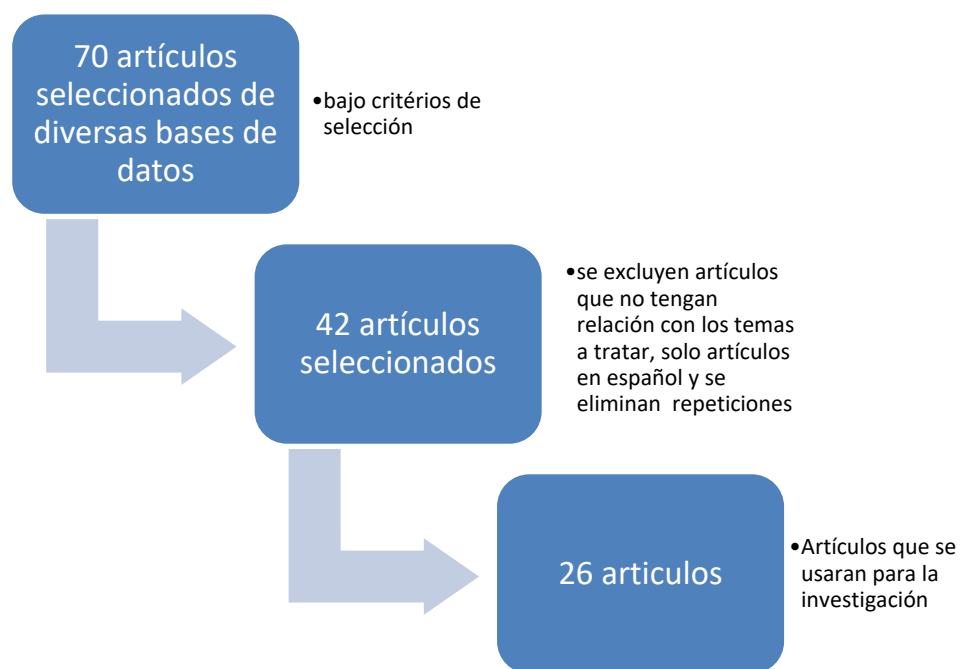 70 artículos
seleccionados de
diversas bases de
datos
•bajo critérios de
selección
42 artículos
seleccionados
•se excluyen artículos
que no tengan
relación con los temas
a tratar, solo artículos
en español y se
eliminan repeticiones
26 articulos
•Artículos que se
usaran para la
investigación